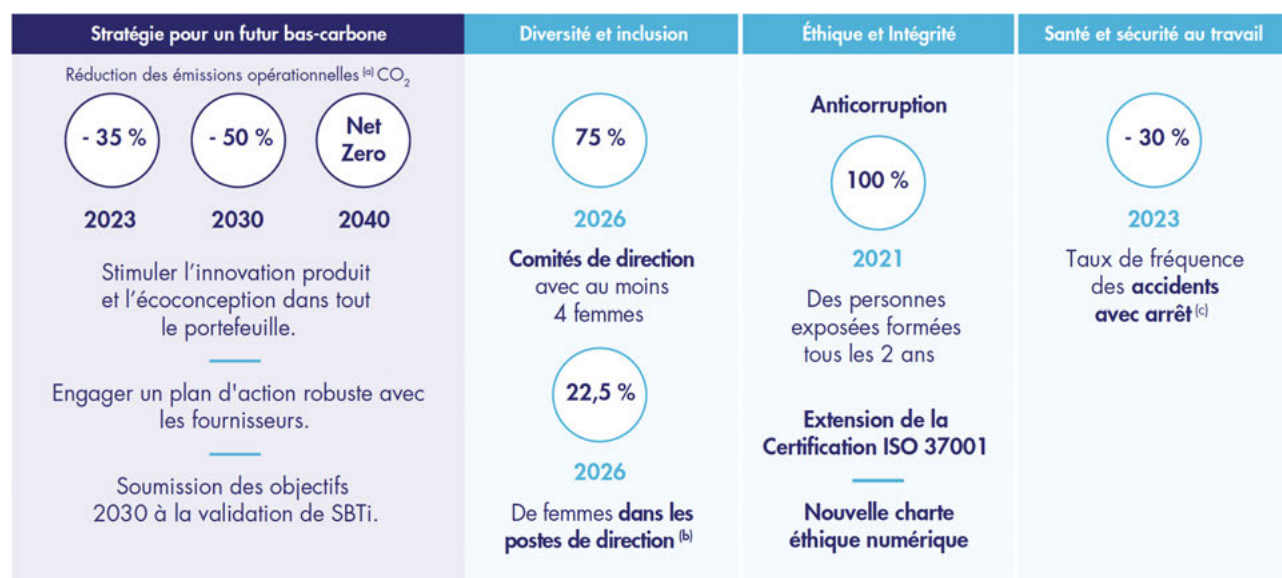 Stratégie pour un futur bas-carbone
Réduction des émissions opérationnelles (a) CO2
- 35 %
- 50 %
Net
Zero
2023
2030
2040
Stimuler l'innovation produit
et l'écoconception dans tout
le portefeuille.
Engager un plan d'action robuste avec
les fournisseurs.
Soumission des objectifs
2030 à la validation de SBTi.
Diversité et inclusion
75 %
2026
Comités de direction
avec au moins
4 femmes
22,5 %
2026
De femmes dans les
postes de direction (b)
Éthique et Intégrité
Anticorruption
100 %
2021
Des personnes
exposées formées
tous les 2 ans
Extension de la
Certification ISO 37001
Nouvelle charte
éthique numérique
Santé et sécurité au travail
- 30 %
2023
Taux de fréquence
des accidents
avec arrêt (c)